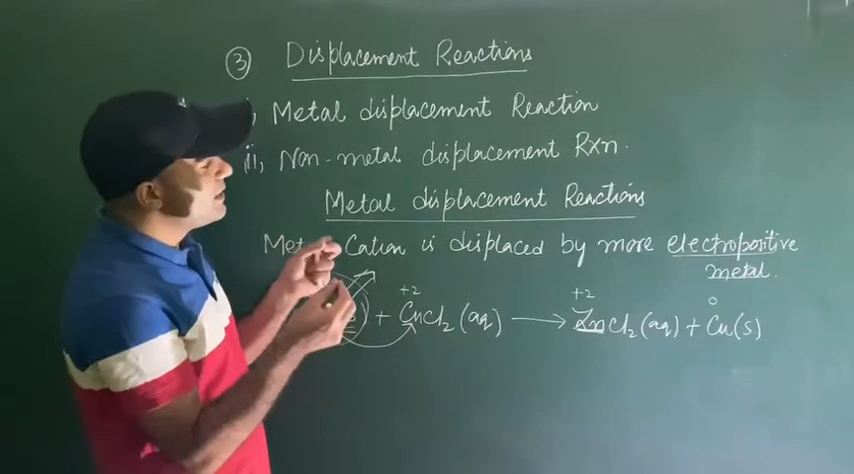 ③ Displacement Reactions
i, Metal displacement Reaction
ii, Non-metal displacement Rxn.
Metal displacement Reactions
Cation is displaced by more electropositive
metal.
+2 +2 0
) + CuCl₂(aq) → ZnCl₂(aq) + Cu(s)